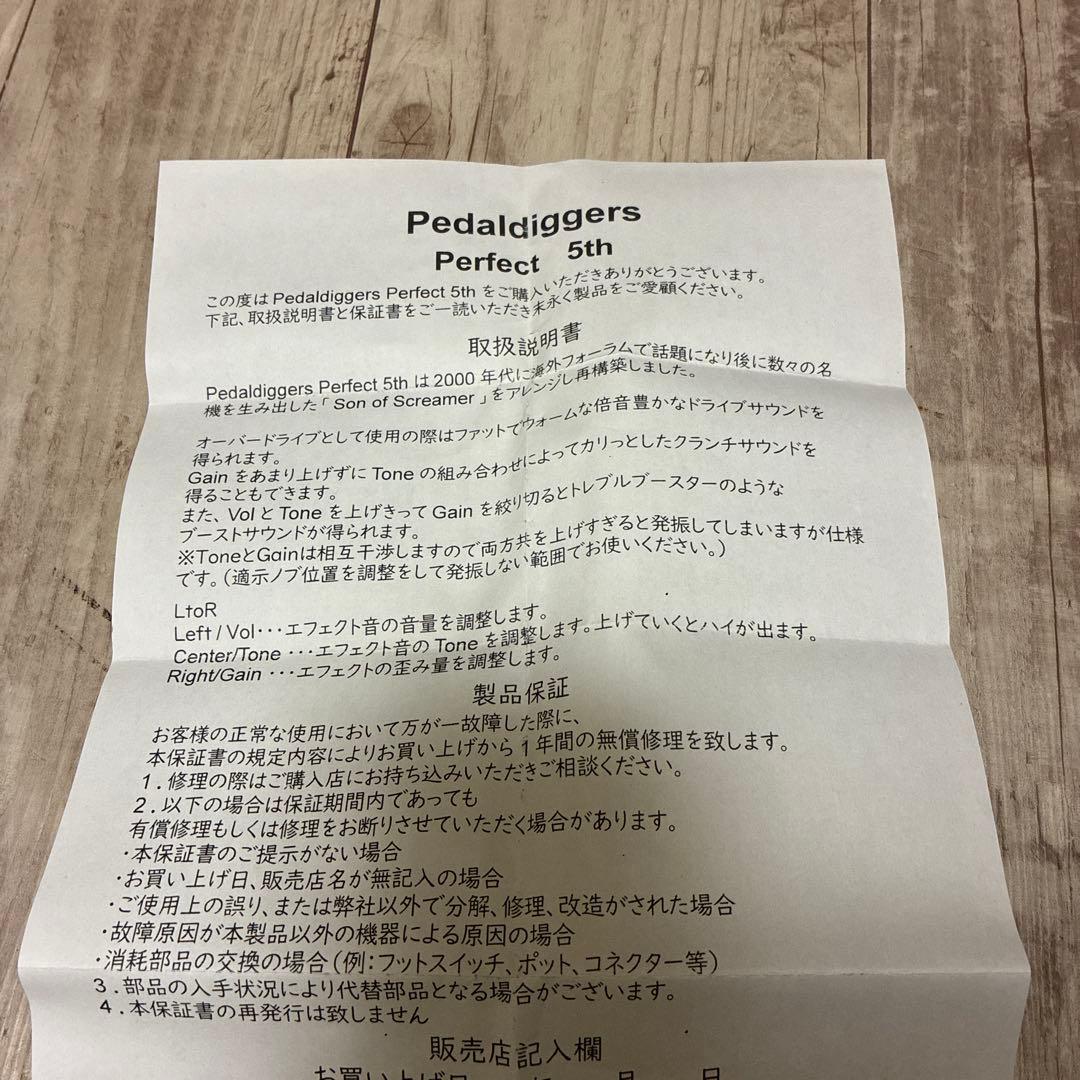 Pedaldiggers
Perfect 5th
この度は Pedaldiggers Perfect 5th をご購入いただきありがとうございます。
下記、取扱説明書と保証書をご一読いただき末永く製品をご愛顧ください。
取扱説明書
Pedaldiggers Perfect 5th は 2000 年代に海外フォーラムで話題になり後に数々の名
機を生み出した「 Son of Screamer 」をアレンジし再構築しました。
オーバードライブとして使用の際はファットでウォームな倍音豊かなドライブサウンドを
得られます。
Gain をあまり上げずに Tone の組み合わせによってカリっとしたクランチサウンドを
得ることもできます。
また、Vol と Tone を上げきって Gain を絞り切るとトレブルブースターのような
ブーストサウンドが得られます。
※ToneとGainは相互干渉しますので両方共を上げすぎると発振してしまいますが仕様
です。(適示ノブ位置を調整をして発振しない範囲でお使いください。)
LtoR
Left / Vol・・・エフェクト音の音量を調整します。
Center/Tone ・・・エフェクト音の Tone を調整します。上げていくとハイが出ます。
Right/Gain ・・・エフェクトの歪み量を調整します。
製品保証
お客様の正常な使用において万が一故障した際に、
本保証書の規定内容によりお買い上げから1年間の無償修理を致します。
1.修理の際はご購入店にお持ち込みいただきご相談ください。
2.以下の場合は保証期間内であっても
有償修理もしくは修理をお断りさせていただく場合があります。
・本保証書のご提示がない場合
・お買い上げ日、販売店名が無記入の場合
・ご使用上の誤り、または弊社以外で分解、修理、改造がされた場合
・故障原因が本製品以外の機器による原因の場合
・消耗部品の交換の場合(例:フットスイッチ、ポット、コネクター等)
3.部品の入手状況により代替部品となる場合がございます。
4.本保証書の再発行は致しません
販売店記入欄
お買い上げ日 年 月 日